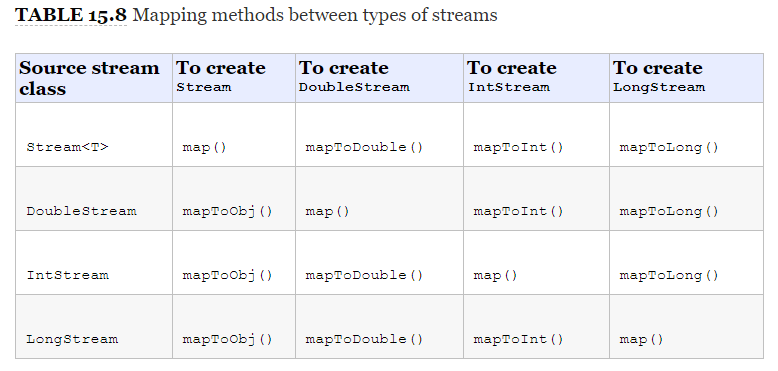 TABLE 15.8 Mapping methods between types of streams
Source stream class To create Stream To create DoubleStream To create IntStream To create LongStream
Stream<T> map() mapToDouble() mapToInt() mapToLong()
DoubleStream mapToObj() map() mapToInt() mapToLong()
IntStream mapToObj() mapToDouble() map() mapToLong()
LongStream mapToObj() mapToDouble() mapToInt() map()